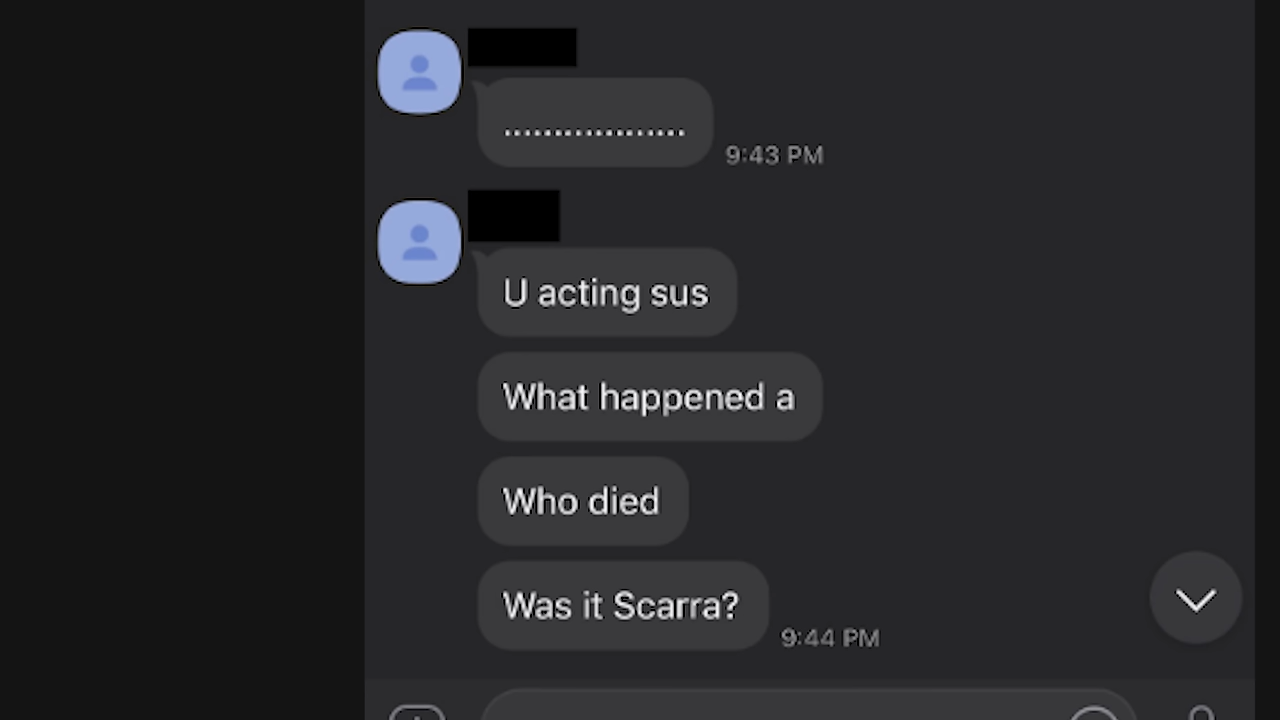 ..................
9:43 PM
U acting sus
What happened a
Who died
Was it Scarra?
9:44 PM